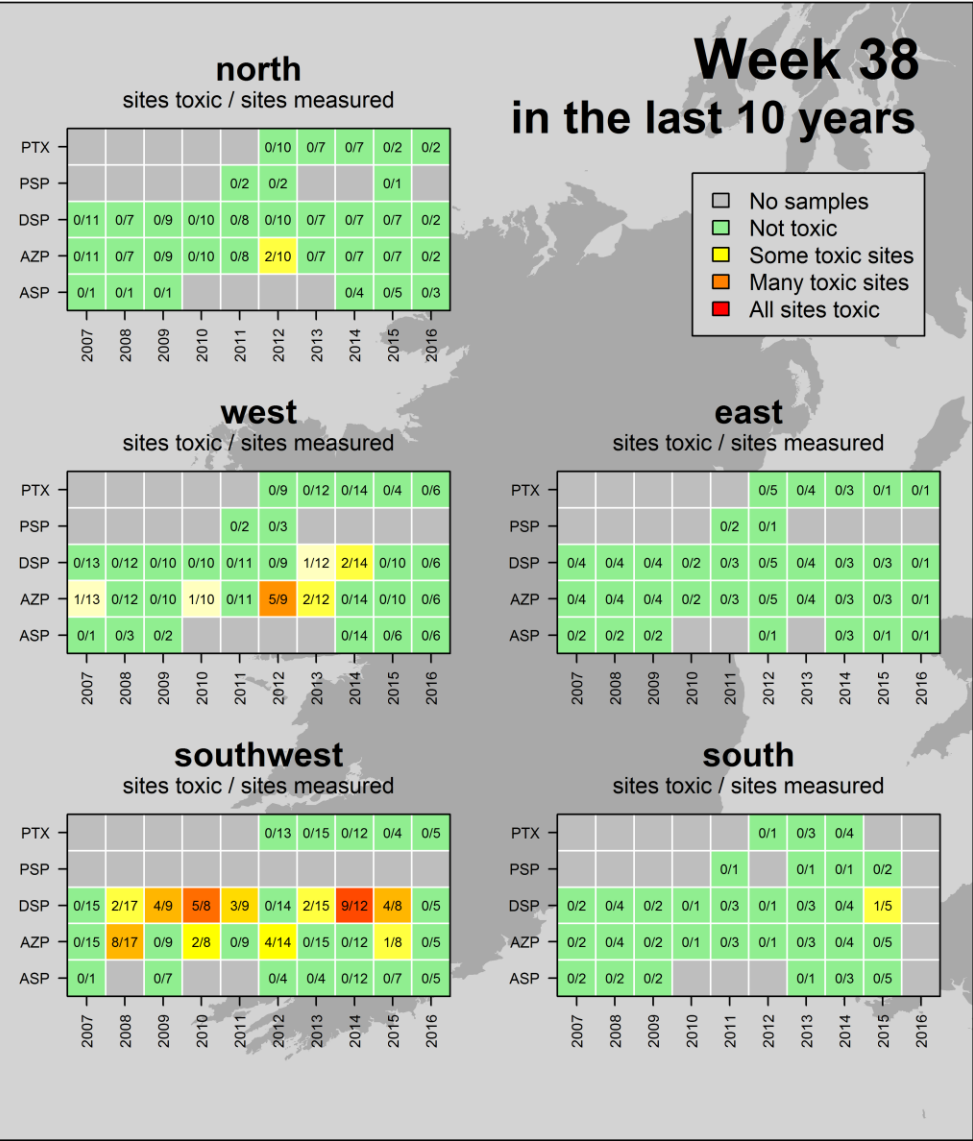 Week 38
in the last 10 years
north
sites toxic / sites measured
PTX 0/10 0/7 0/7 0/2 0/2
PSP 0/2 0/2 0/1
DSP 0/11 0/7 0/9 0/10 0/8 0/10 0/7 0/7 0/7 0/2
AZP 0/11 0/7 0/9 0/10 0/8 2/10 0/7 0/7 0/7 0/2
ASP 0/1 0/1 0/1 0/4 0/5 0/3
2007 2008 2009 2010 2011 2012 2013 2014 2015 2016
No samples
Not toxic
Some toxic sites
Many toxic sites
All sites toxic
west
sites toxic / sites measured
PTX 0/9 0/12 0/14 0/4 0/6
PSP 0/2 0/3
DSP 0/13 0/12 0/10 0/10 0/11 0/9 1/12 2/14 0/10 0/6
AZP 1/13 0/12 0/10 1/10 0/11 5/9 2/12 0/14 0/10 0/6
ASP 0/1 0/3 0/2 0/14 0/6 0/6
2007 2008 2009 2010 2011 2012 2013 2014 2015 2016
east
sites toxic / sites measured
PTX 0/5 0/4 0/3 0/1 0/1
PSP 0/2 0/1
DSP 0/4 0/4 0/4 0/2 0/3 0/5 0/4 0/3 0/3 0/1
AZP 0/4 0/4 0/4 0/2 0/3 0/5 0/4 0/3 0/3 0/1
ASP 0/2 0/2 0/2 0/1 0/3 0/1 0/1
2007 2008 2009 2010 2011 2012 2013 2014 2015 2016
southwest
sites toxic / sites measured
PTX 0/13 0/15 0/12 0/4 0/5
PSP
DSP 0/15 2/17 4/9 5/8 3/9 0/14 2/15 9/12 4/8 0/5
AZP 0/15 8/17 0/9 2/8 0/9 4/14 0/15 0/12 1/8 0/5
ASP 0/1 0/7 0/4 0/4 0/12 0/7 0/5
2007 2008 2009 2010 2011 2012 2013 2014 2015 2016
south
sites toxic / sites measured
PTX 0/1 0/3 0/4
PSP 0/1 0/1 0/1 0/2
DSP 0/2 0/4 0/2 0/1 0/3 0/1 0/3 0/4 1/5
AZP 0/2 0/4 0/2 0/1 0/3 0/1 0/3 0/4 0/5
ASP 0/2 0/2 0/2 0/1 0/3 0/5
2007 2008 2009 2010 2011 2012 2013 2014 2015 2016